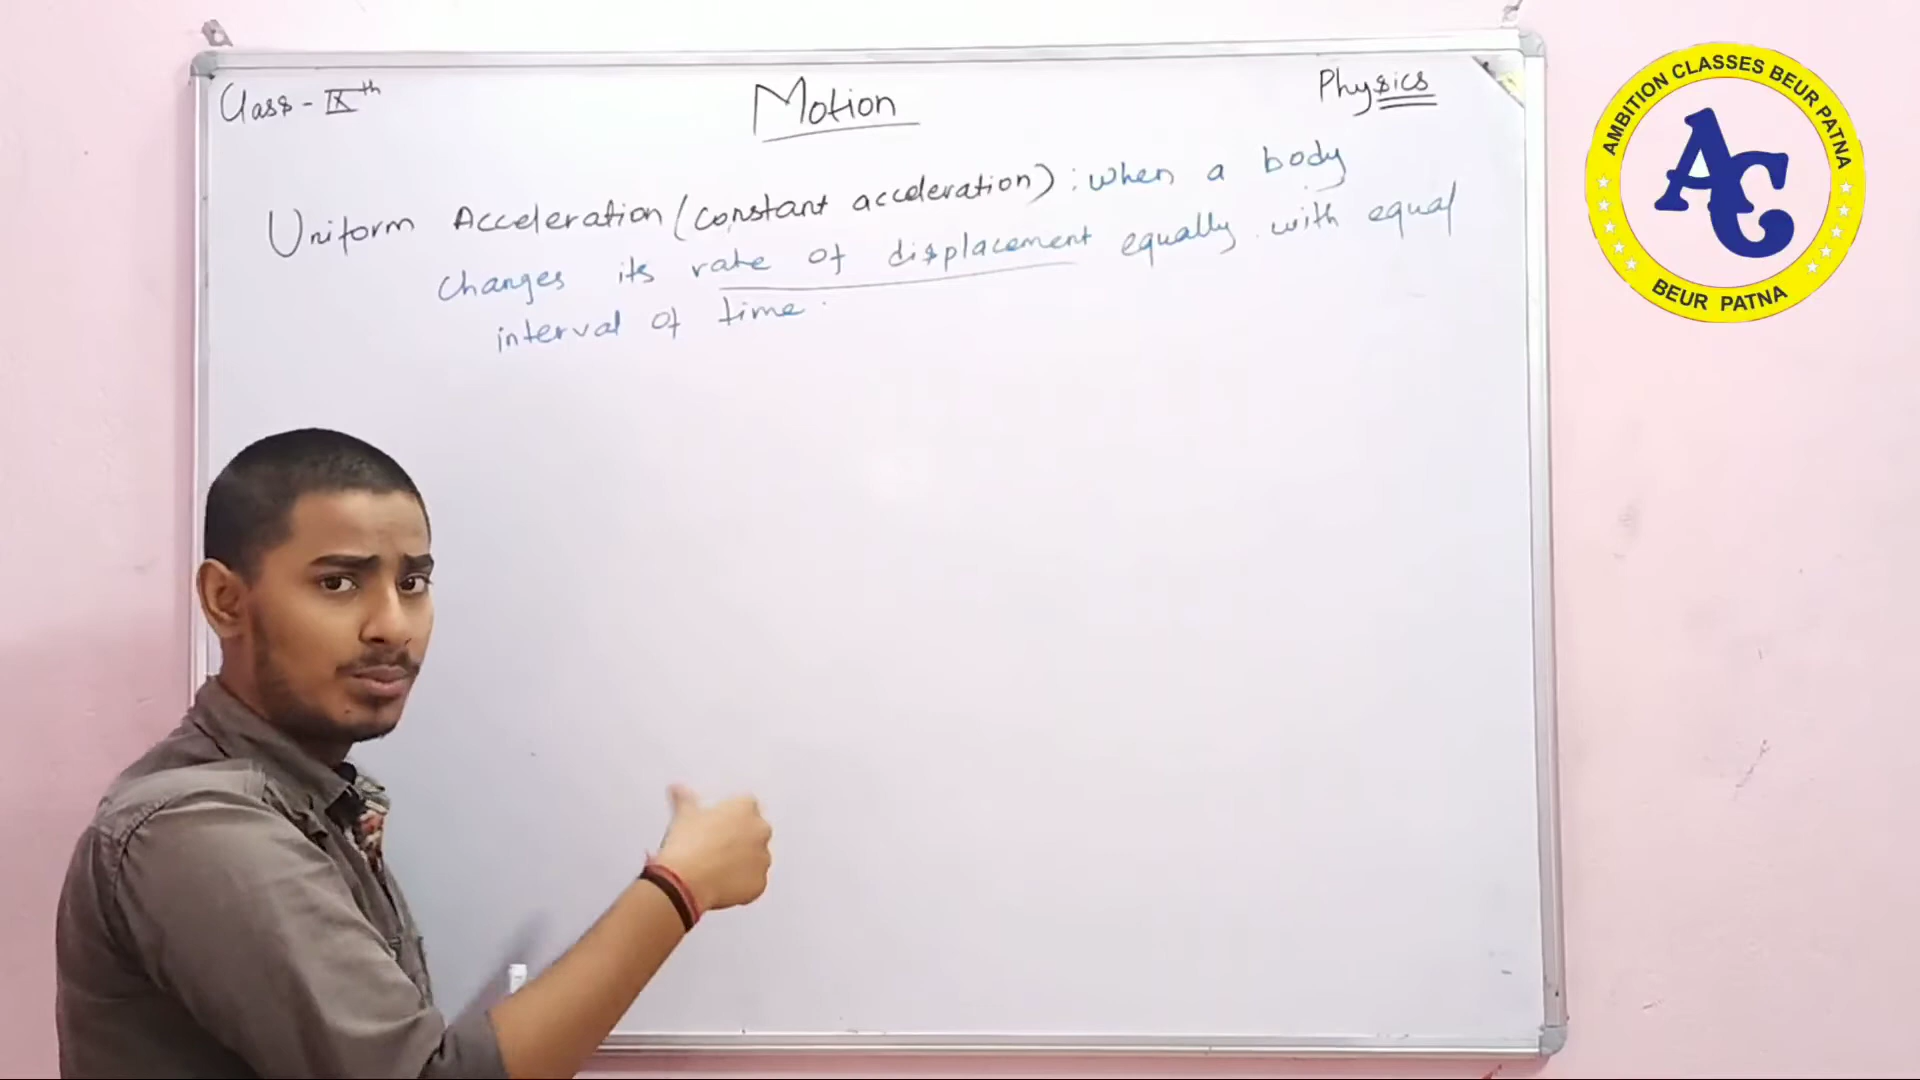 Class - IXth
Motion
Physics
Uniform Acceleration (constant acceleration) : when a body
changes its rate of displacement equally with equal
interval of time.
AMBITION CLASSES BEUR PATNA
AC
BEUR PATNA